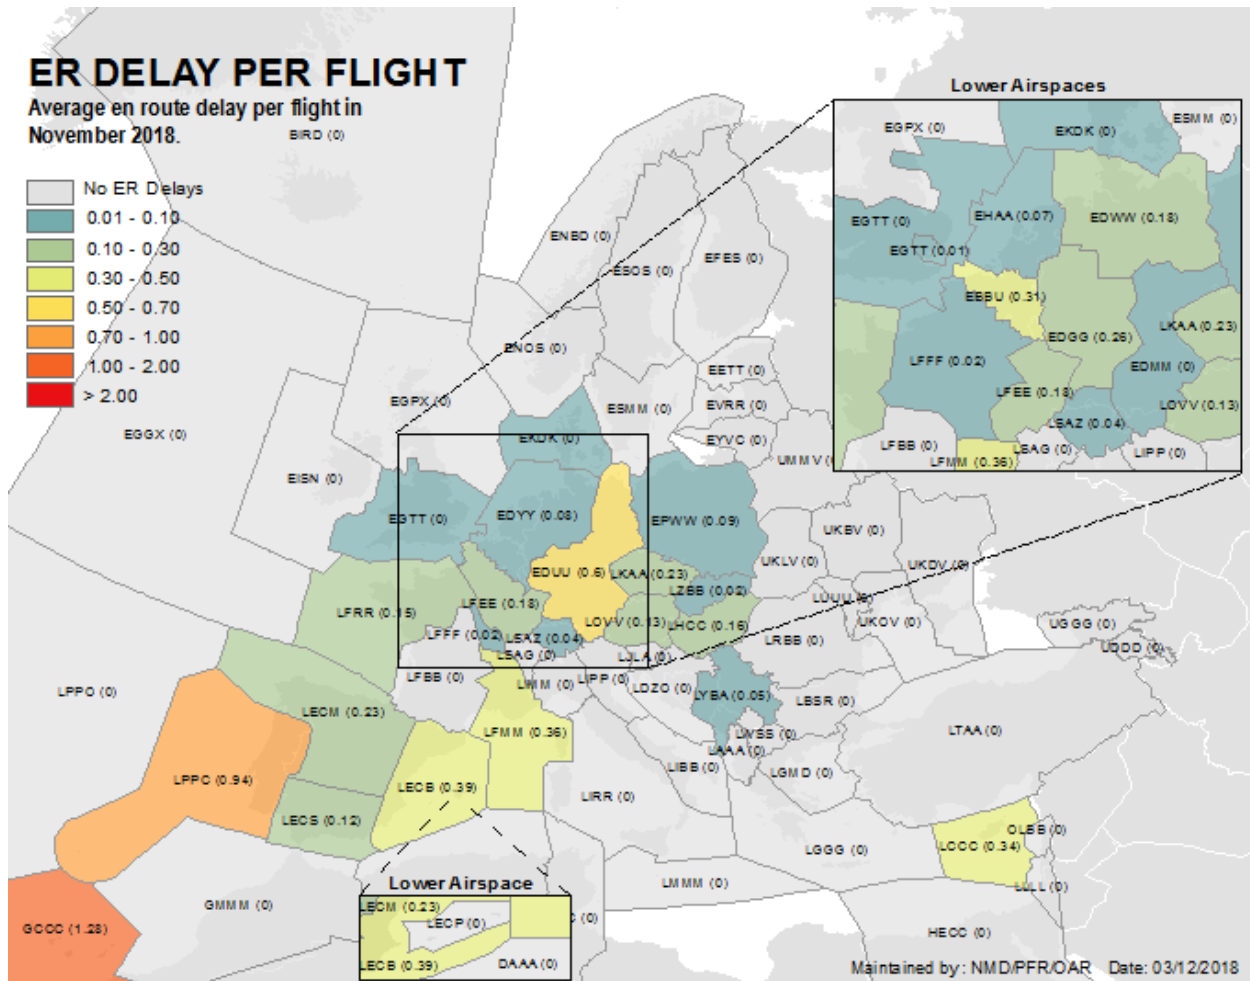 ER DELAY PER FLIGHT
Average en route delay per flight in
November 2018.
No ER Delays
0.01 - 0.10
0.10 - 0.30
0.30 - 0.50
0.50 - 0.70
0.70 - 1.00
1.00 - 2.00
> 2.00
Lower Airspaces
EGPX (0)
EKDK (0)
ESMM (0)
EGTT (0)
EHAA (0.07)
EDWW (0.18)
EGTT (0.01)
EBBU (0.31)
EDGG (0.26)
LKAA (0.23)
LFFF (0.02)
EDMM (0)
LFEE (0.18)
LOVV (0.13)
LSAZ (0.04)
LFBB (0)
LSAG (0)
LIPP (0)
LFMM (0.36)
BIRD (0)
ENBD (0)
ESOS (0)
EFES (0)
ENOS (0)
EETT (0)
EGPX (0)
ESMM (0)
EVRR (0)
EGGX (0)
EKDK (0)
EYVC (0)
UMMV (
EISN (0)
EGTT (0)
EDYY (0.08)
EPWW (0.09)
UKBV (0)
UKLV (0)
UKDV (0)
EDUU (0.6)
LKAA (0.23)
LZBB (0.02)
LUUU (0)
LFRR (0.15)
LFEE (0.18)
LOVV (0.13)
LHCC (0.16)
UKOV (0)
UGGG (0)
LFFF (0.02)
LSAZ (0.04)
LRBB (0)
UDDD (0)
LSAG (0)
LJLA (0)
LFBB (0)
LIMM (0)
LIPP (0)
LDZO (0)
LYBA (0.05)
LBSR (0)
LPPO (0)
LECM (0.23)
LFMM (0.36)
LWSS (0)
LTAA (0)
LAAA (0)
LPPC (0.94)
LECB (0.39)
LIBB (0)
LGMD (0)
LIRR (0)
LECS (0.12)
OLBB (0)
LCCC (0.34)
LGGG (0)
Lower Airspace
LMMM (0)
LLLL (0)
GMMM (0)
LECM (0.23)
LECP (0)
C (0)
GCCC (1.28)
HECC (0)
LECB (0.39)
DAAA (0)
Maintained by: NMD/PFR/OAR Date: 03/12/2018